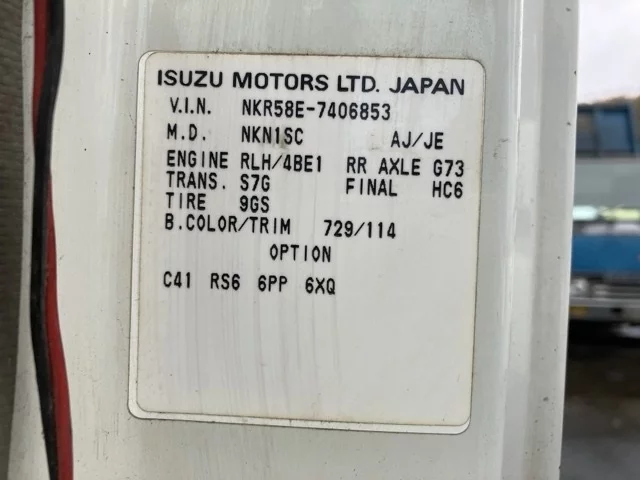 ISUZU MOTORS LTD. JAPAN
V.I.N. NKR58E-7406853
M.D. NKN1SC AJ/JE
ENGINE RLH/4BE1 RR AXLE G73
TRANS. S7G FINAL HC6
TIRE 9GS
B.COLOR/TRIM 729/114
OPTION
C41 RS6 6PP 6XQ